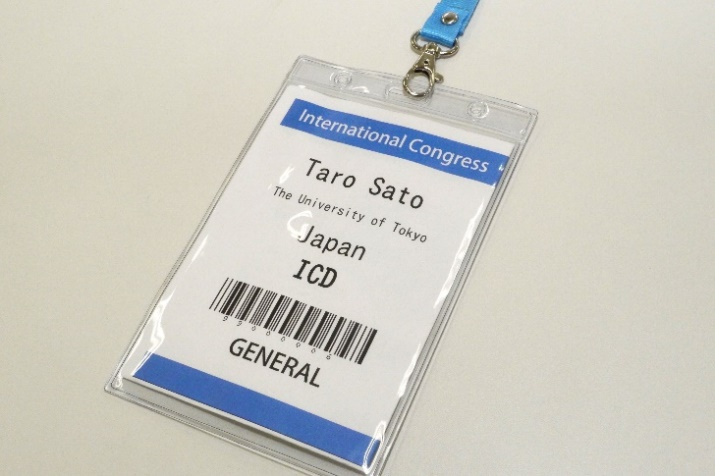 International Congress
Taro Sato
The University of Tokyo
Japan
ICD
GENERAL